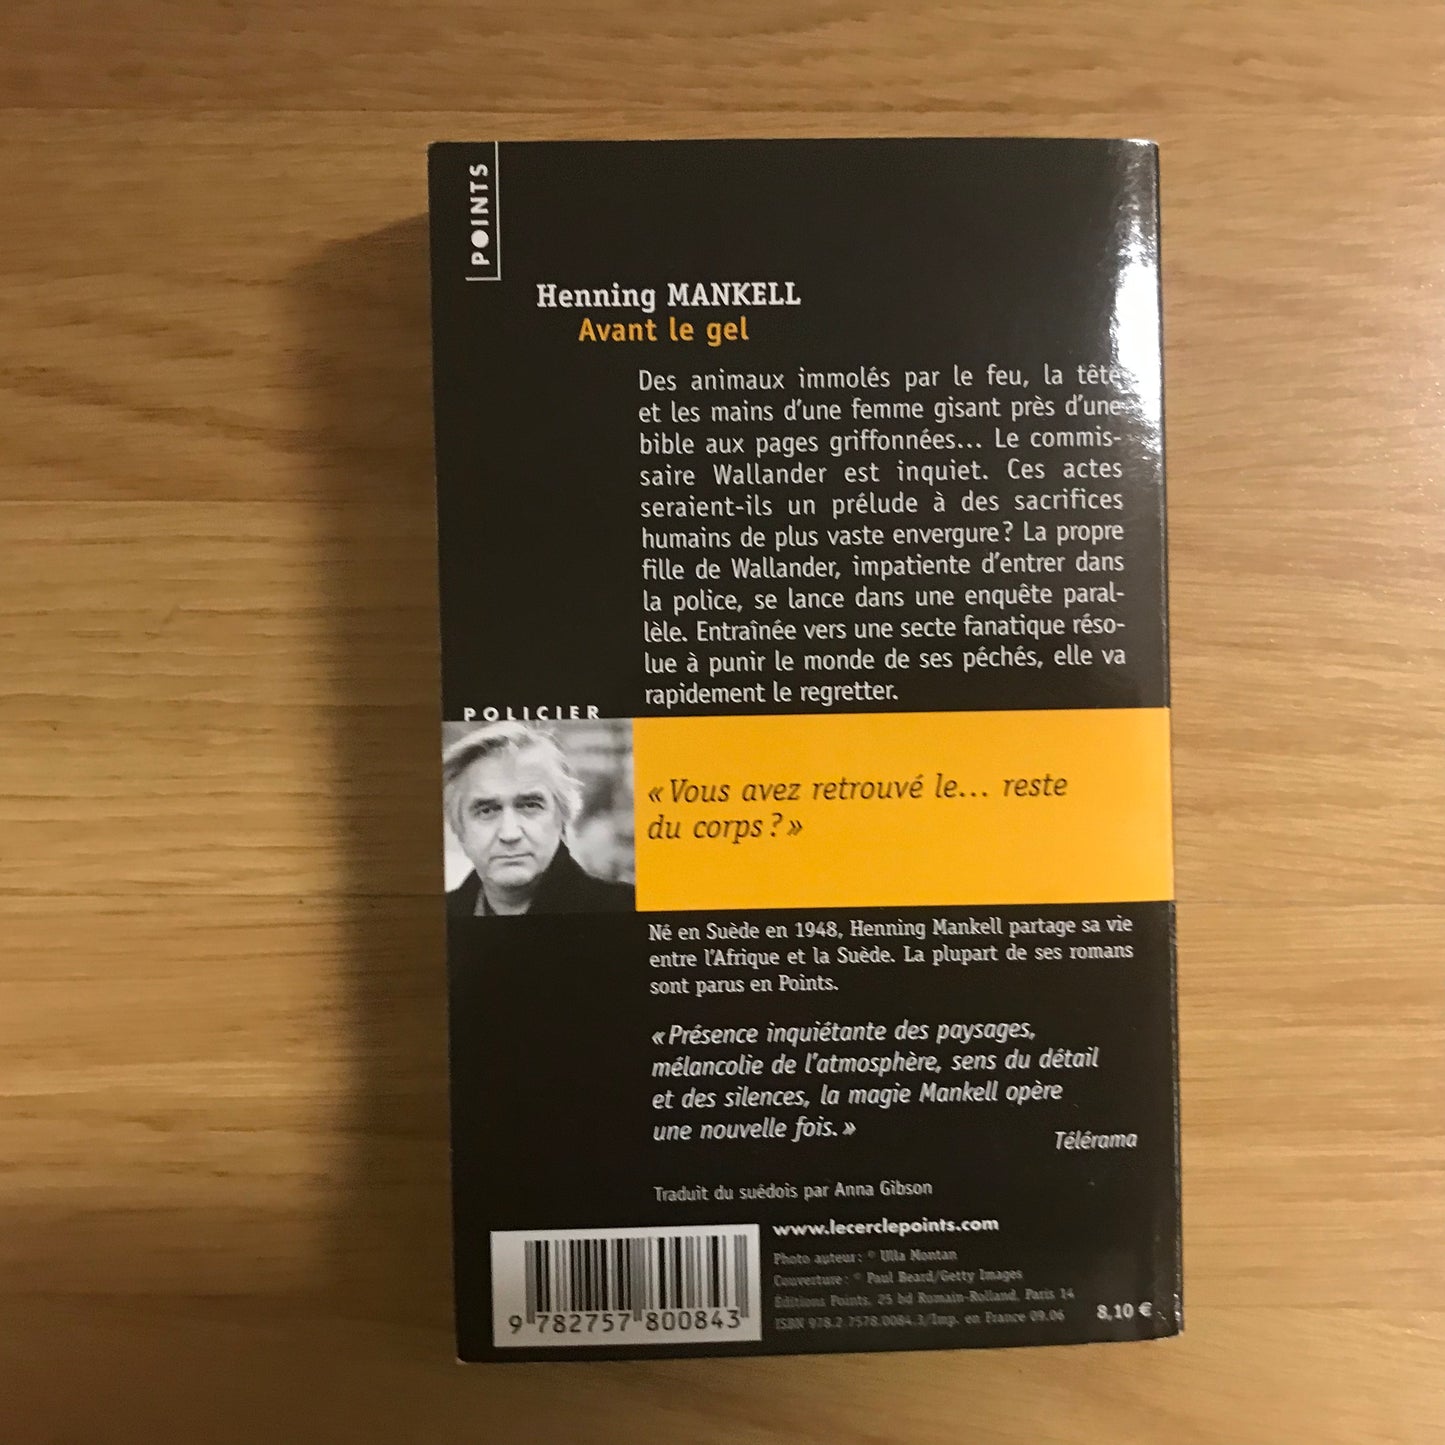 POINTS
Henning MANKELL
Avant le gel
Des animaux immolés par le feu, la tête
et les mains d'une femme gisant près d'une
bible aux pages griffonnées... Le commis-
saire Wallander est inquiet. Ces actes
seraient-ils un prélude à des sacrifices
humains de plus vaste envergure ? La propre
fille de Wallander, impatiente d'entrer dans
la police, se lance dans une enquête paral-
lèle. Entraînée vers une secte fanatique réso-
lue à punir le monde de ses péchés, elle va
rapidement le regretter.
POLICIER
« Vous avez retrouvé le... reste
du corps ? »
Né en Suède en 1948, Henning Mankell partage sa vie
entre l'Afrique et la Suède. La plupart de ses romans
sont parus en Points.
« Présence inquiétante des paysages,
mélancolie de l'atmosphère, sens du détail
et des silences, la magie Mankell opère
une nouvelle fois. »
Télérama
Traduit du suédois par Anna Gibson
www.lecerclepoints.com
Photo auteur : © Ulla Montan
Couverture : © Paul Beard/Getty Images
Éditions Points, 25 bd Romain-Rolland, Paris 14
ISBN 978.2.7578.0084.3/Imp. en France 09.06
8,10 €
9 782757 800843